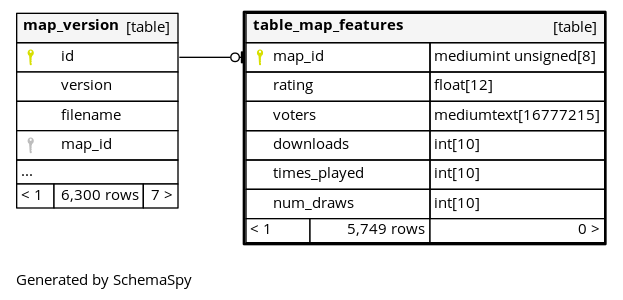 map_version [table]
id
version
filename
map_id
...
< 1 6,300 rows 7 >
table_map_features [table]
map_id mediumint unsigned[8]
rating float[12]
voters mediumtext[16777215]
downloads int[10]
times_played int[10]
num_draws int[10]
< 1 5,749 rows 0 >
Generated by SchemaSpy